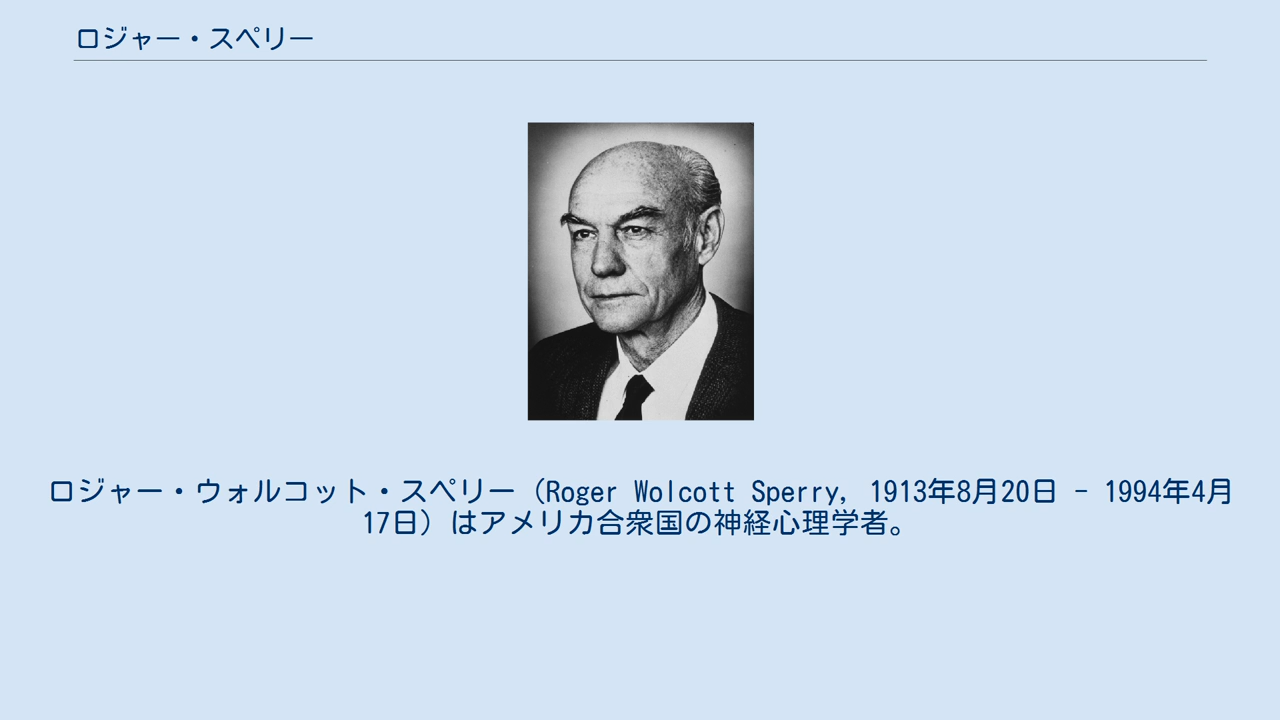 ロジャー・スペリー
ロジャー・ウォルコット・スペリー（Roger Wolcott Sperry, 1913年8月20日 - 1994年4月
17日）はアメリカ合衆国の神経心理学者。